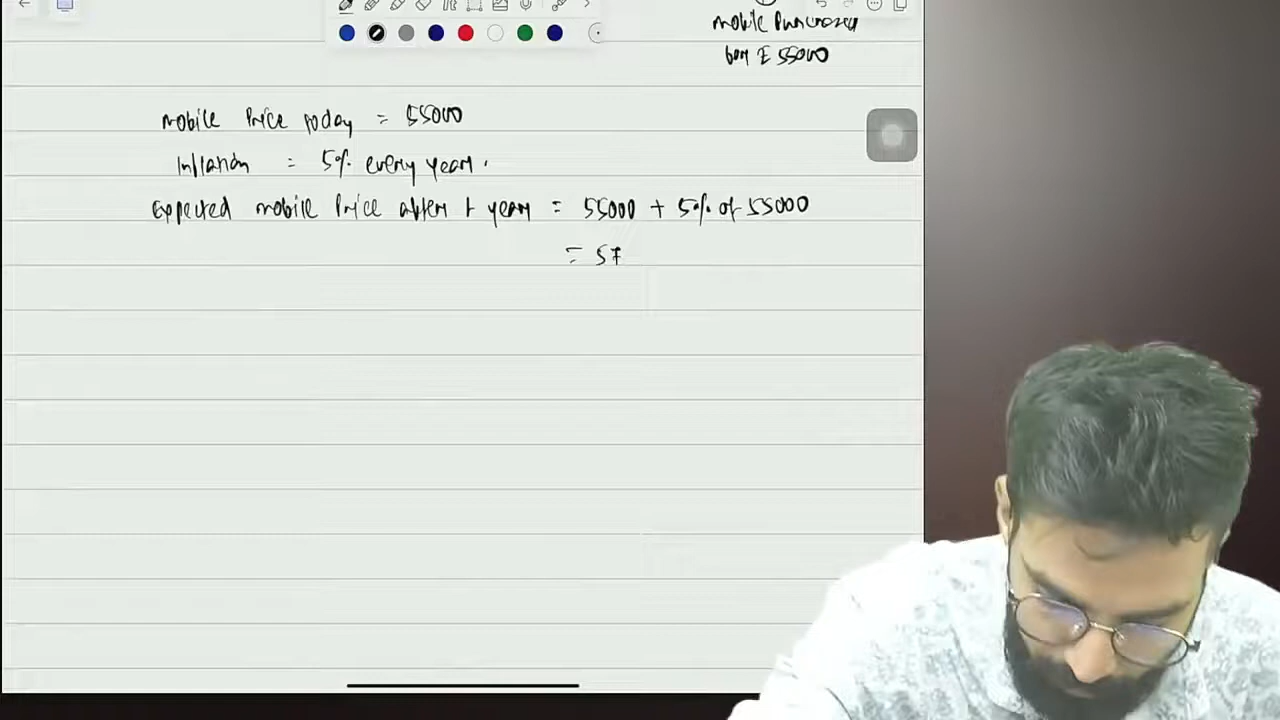 mobile Purchased
for ₹ 55000
mobile Price today = 55000
Inflation = 5% every year.
Expected mobile Price after 1 year = 55000 + 5% of 55000
= 57